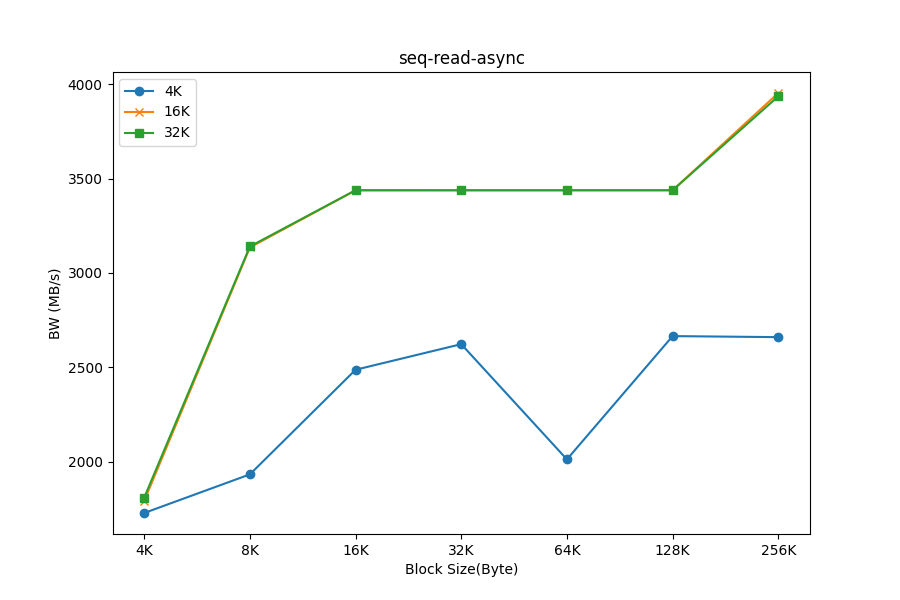 seq-read-async
4K
16K
32K
4000
3500
3000
2500
2000
BW (MB/s)
4K 8K 16K 32K 64K 128K 256K
Block Size(Byte)